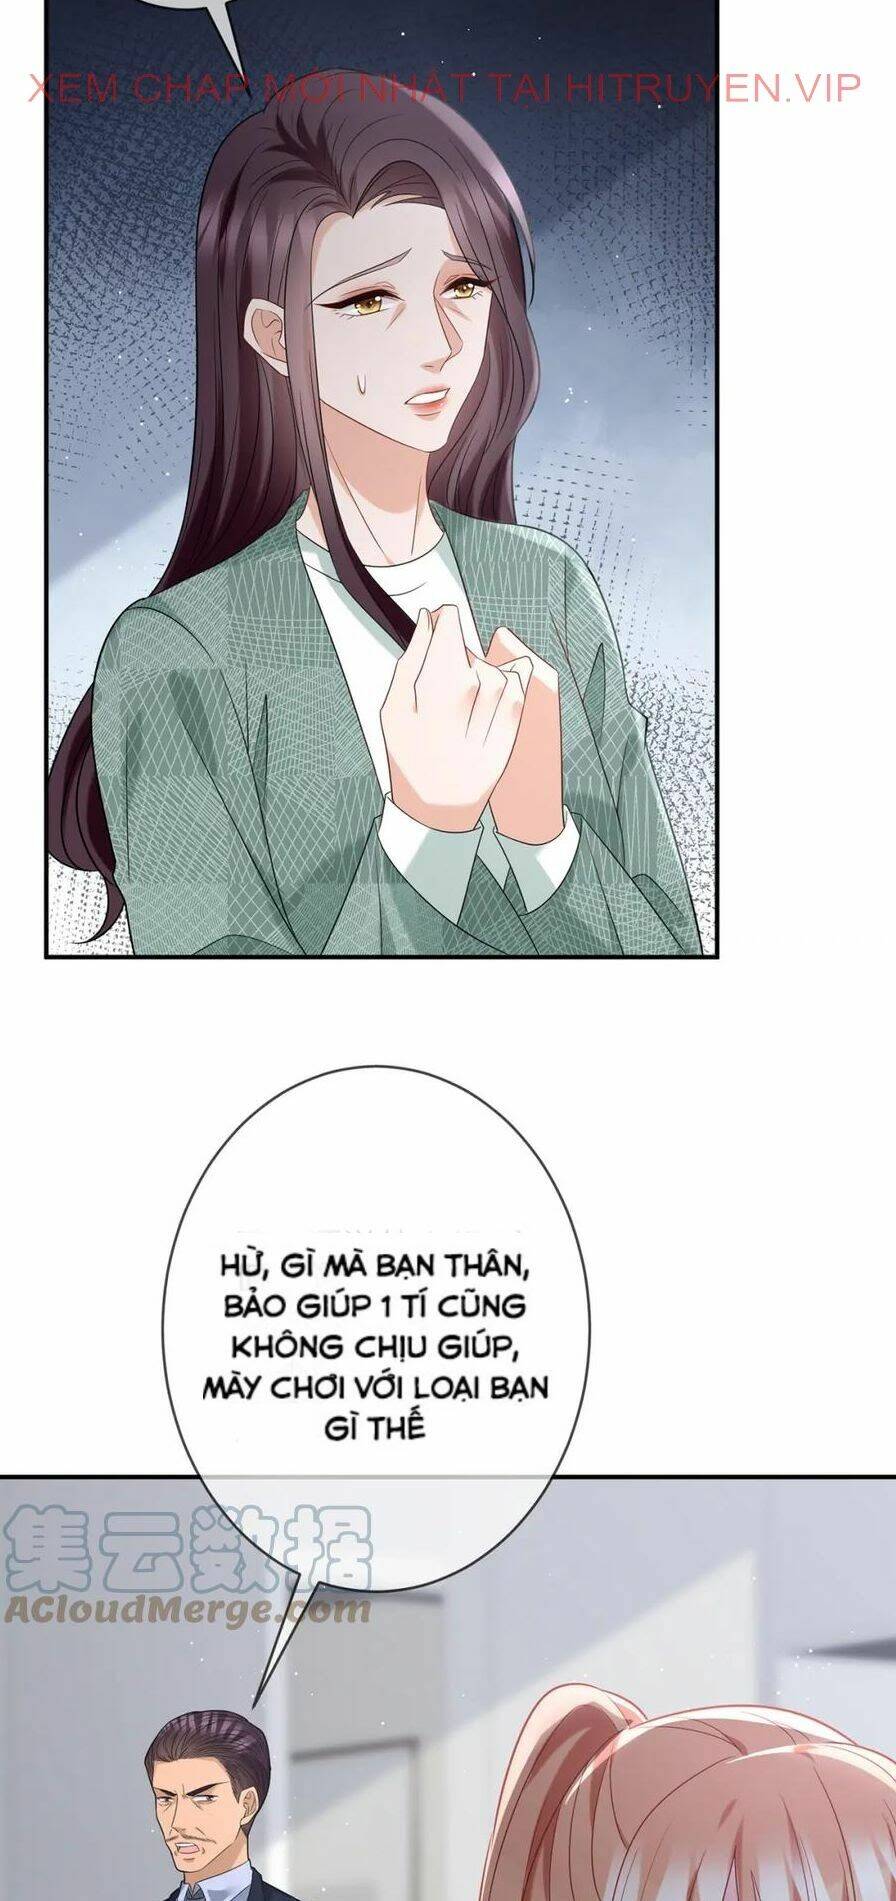 XEM CHAP MỚI NHẤT TẠI HITRUYEN.VIP
HỪ, GÌ MÀ BẠN THÂN,
BẢO GIÚP 1 TÍ CŨNG
KHÔNG CHỊU GIÚP,
MÀY CHƠI VỚI LOẠI BẠN
GÌ THẾ
集云数据
ACloudMerge.com